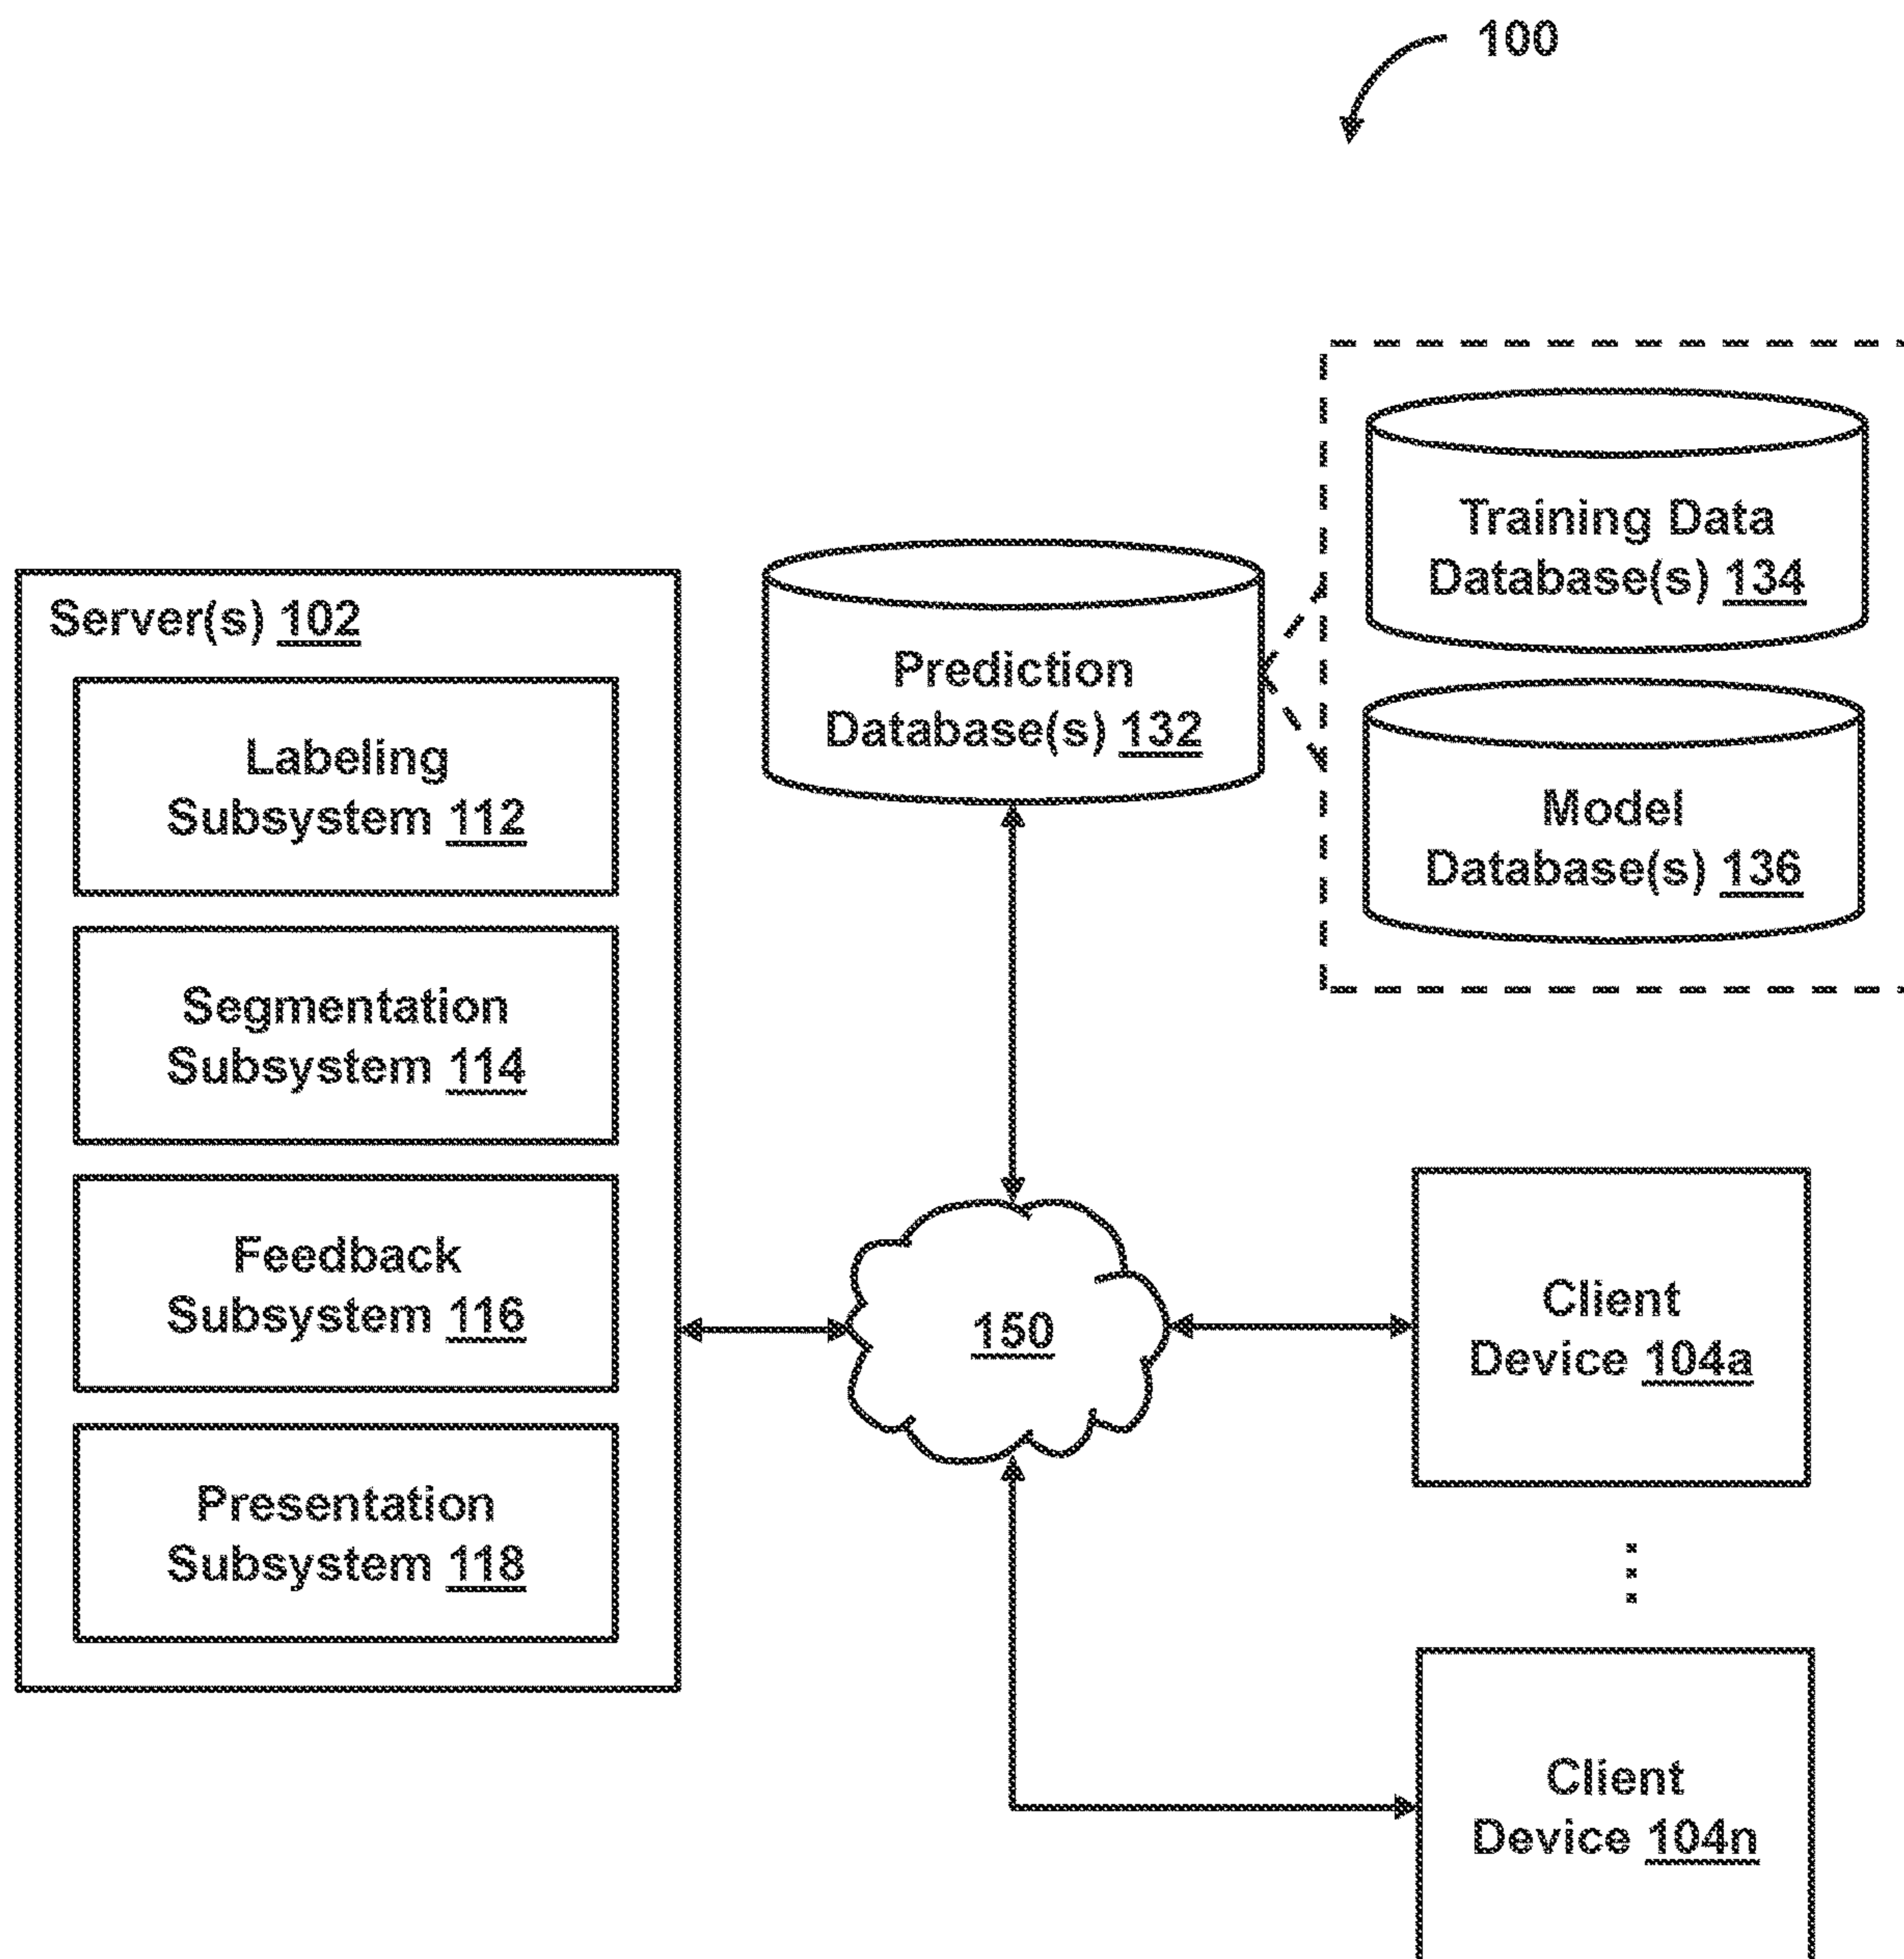 100
Training Data
Database(s) 134
Server(s) 102
Prediction
Database(s) 132
Labeling
Subsystem 112
Model
Database(s) 136
Segmentation
Subsystem 114
Feedback
Subsystem 116
150
Client
Device 104a
Presentation
Subsystem 118
Client
Device 104n